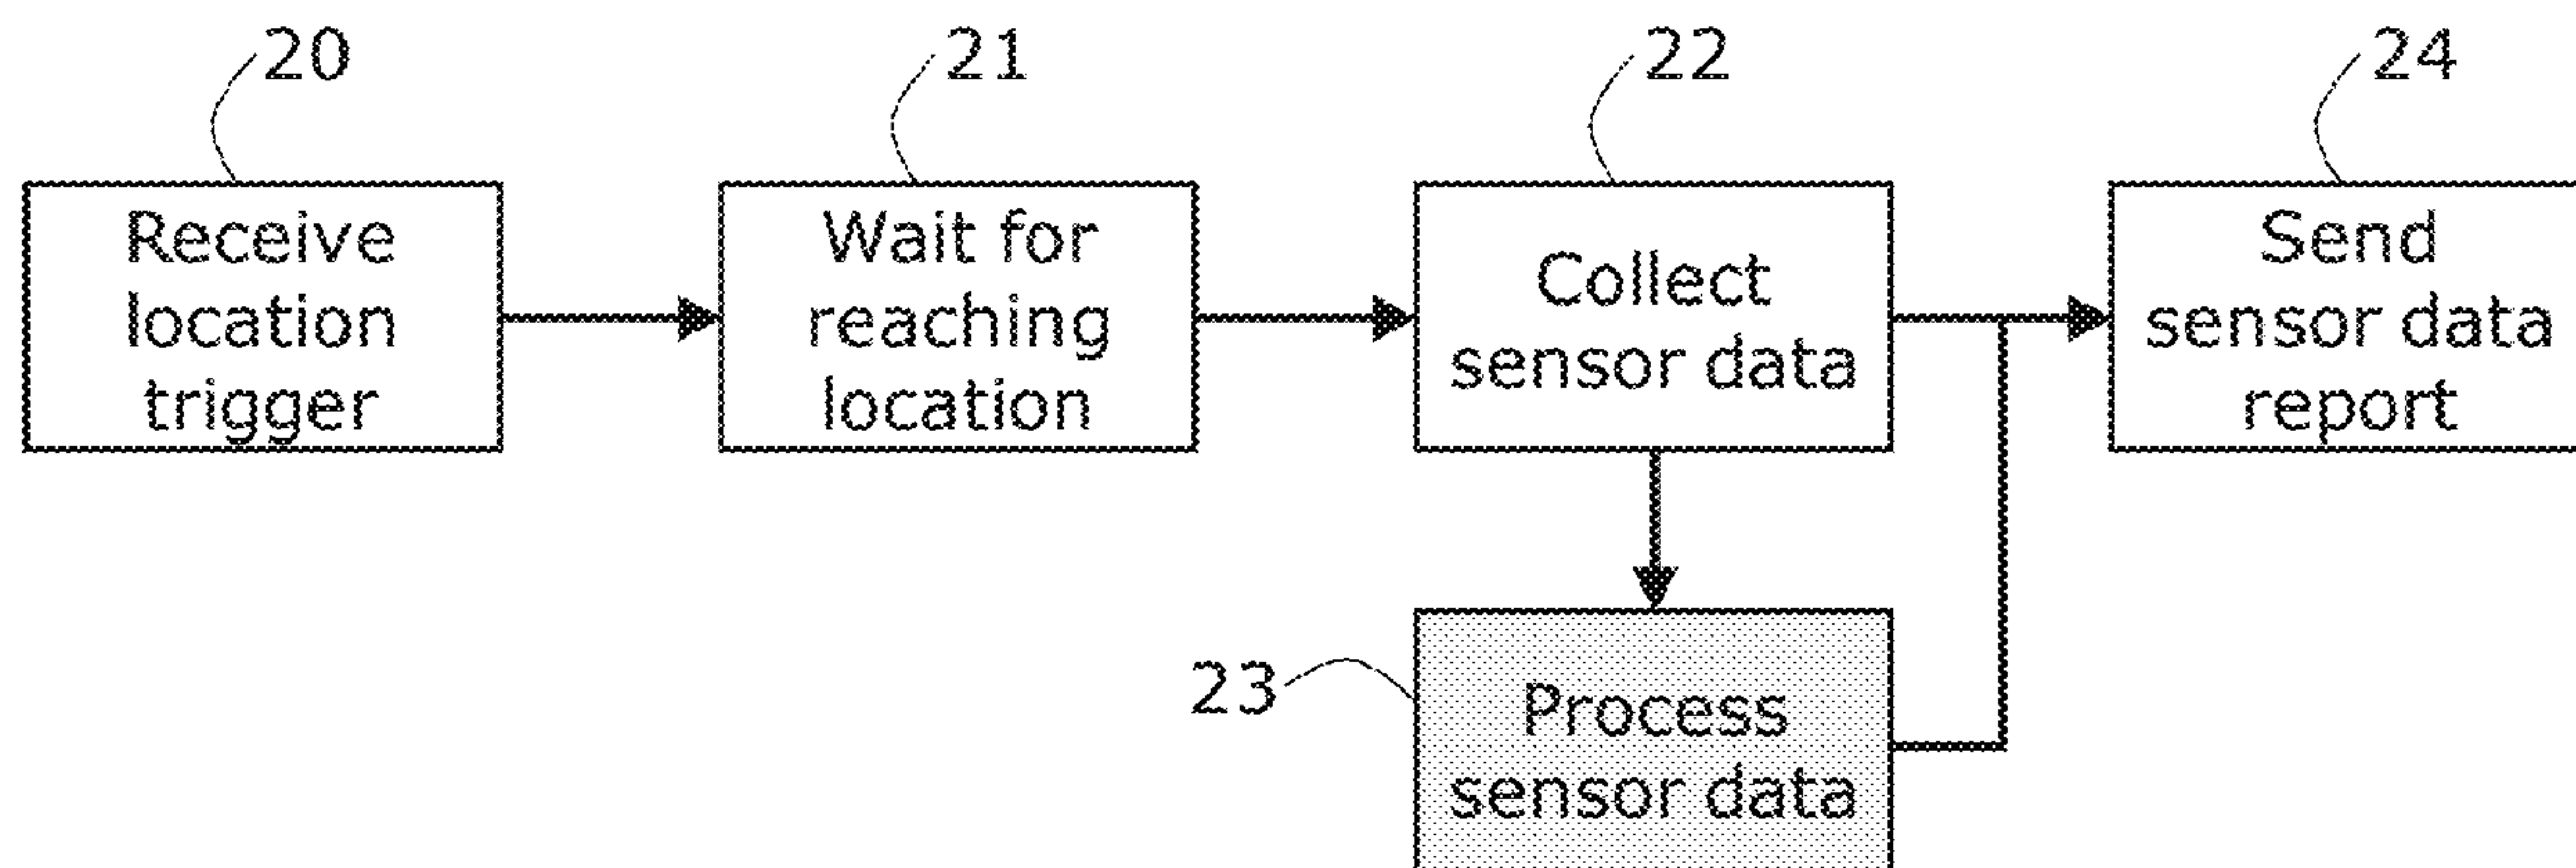 20
21
22
24
Receive
location
trigger
Wait for
reaching
location
Collect
sensor data
Send
sensor data
report
23
Process
sensor data